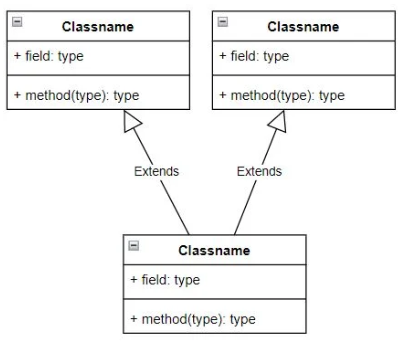 Classname
+ field: type
+ method(type): type
Classname
+ field: type
+ method(type): type
Extends
Extends
Classname
+ field: type
+ method(type): type